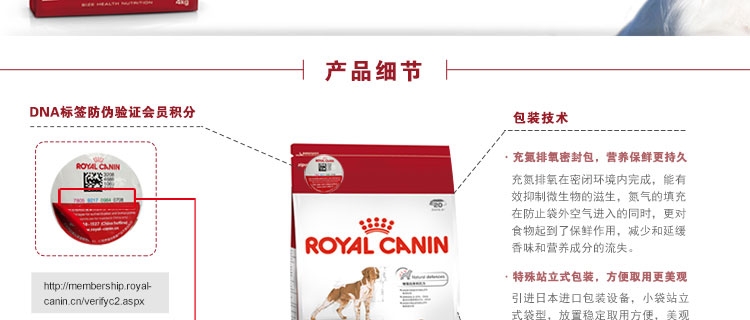 SIZE HEALTH NUTRITION
4kg
产品细节
DNA标签防伪验证会员积分
ROYAL CANIN
http://membership.royal-
canin.cn/verifyc2.aspx
ROYAL CANIN
Natural defences
包装技术
· 充氮排氧密封包，营养保鲜更持久
充氮排氧在密闭环境内完成，能有
效抑制微生物的滋生，氮气的填充
在防止袋外空气进入的同时，更对
食物起到了保鲜作用，减少和延缓
香味和营养成分的流失。
· 特殊站立式包装，方便取用更美观
引进日本进口包装设备，小袋站立
式袋型，放置稳定取用方便，美观